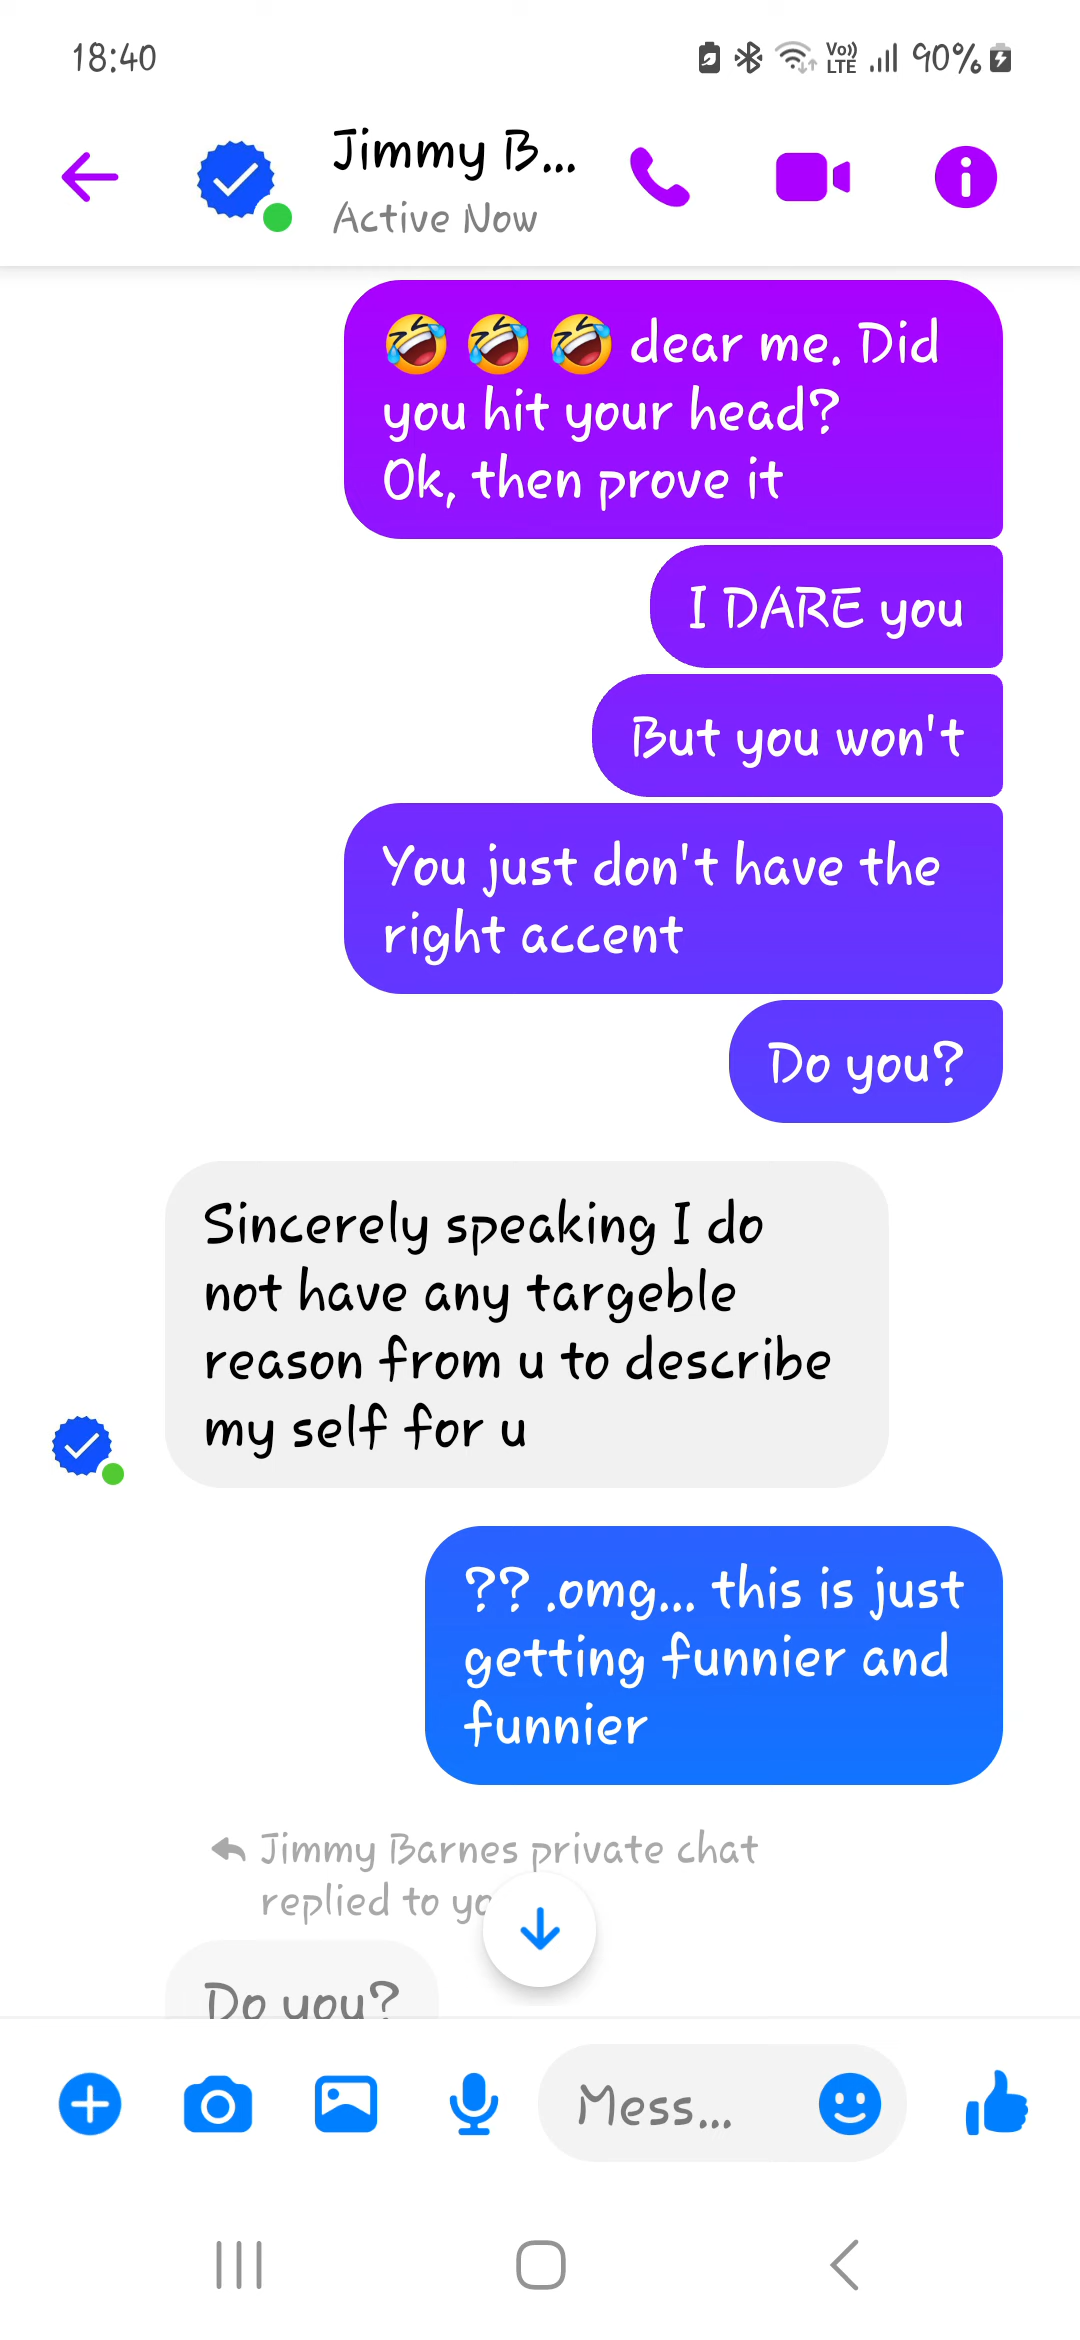 18:40
Vo))
LTE
90%
Jimmy B...
Active Now
🤣 🤣 🤣 dear me. Did
you hit your head?
Ok, then prove it
I DARE you
But you won't
You just don't have the
right accent
Do you?
Sincerely speaking I do
not have any targeble
reason from u to describe
my self for u
?? .omg... this is just
getting funnier and
funnier
Jimmy Barnes private chat
replied to
Do you?
Mess...